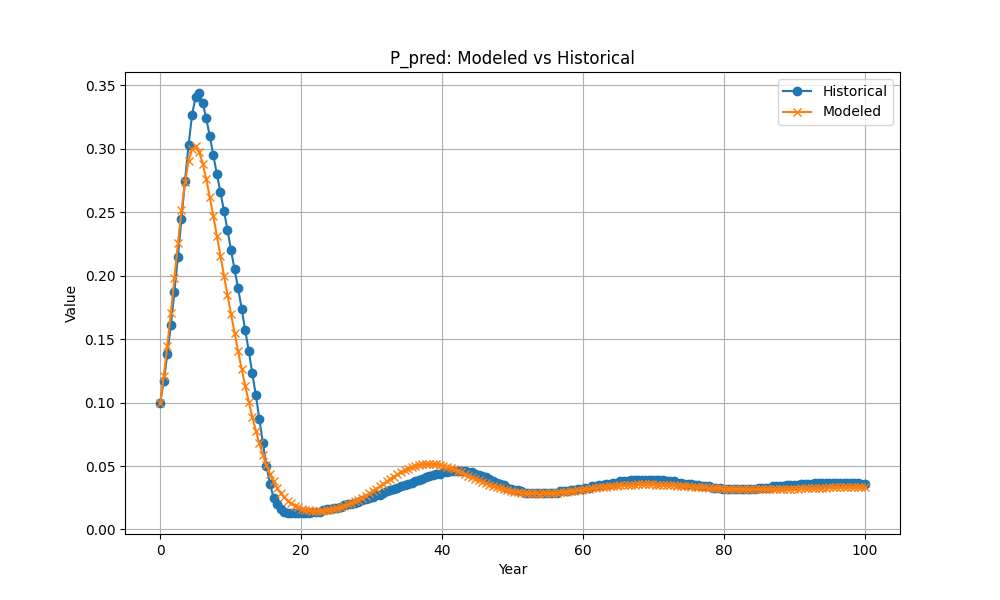 P_pred: Modeled vs Historical
Historical
Modeled
Value
0.35
0.30
0.25
0.20
0.15
0.10
0.05
0.00
0 20 40 60 80 100
Year